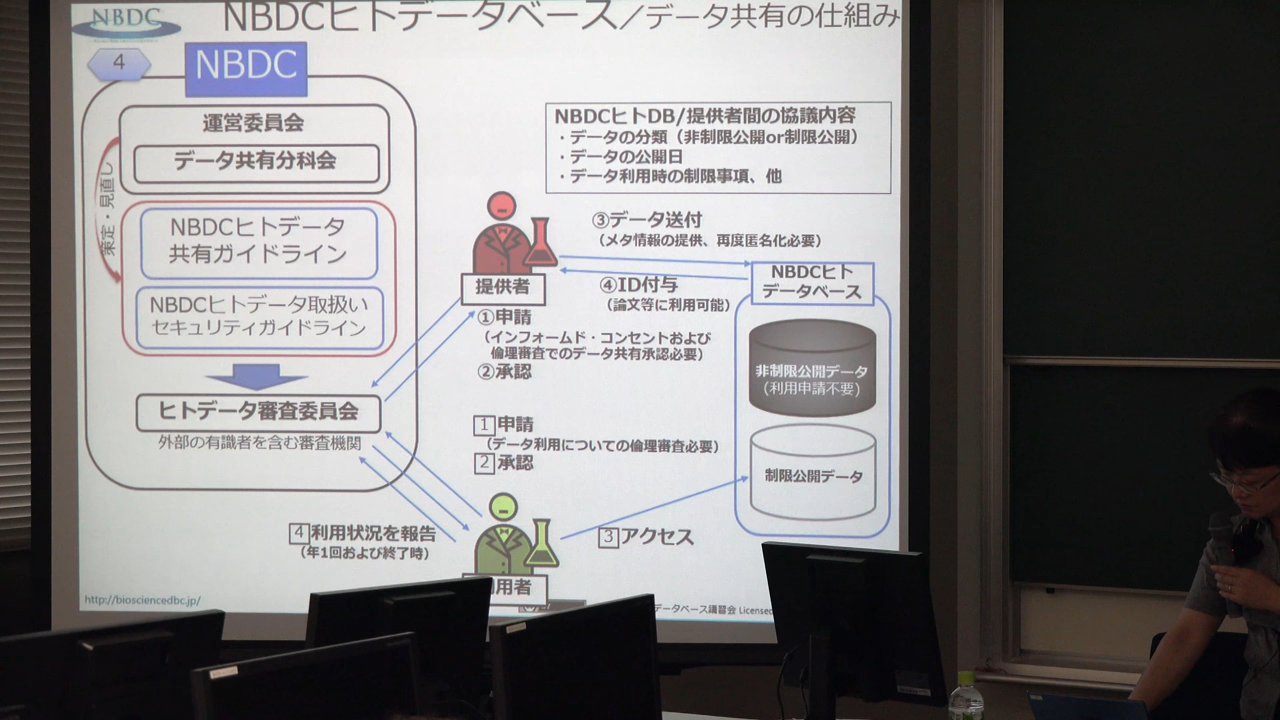 NBDC
NBDCヒトデータベース／データ共有の仕組み
4
NBDC
運営委員会
データ共有分科会
策定・見直し
NBDCヒトデータ
共有ガイドライン
NBDCヒトデータ取扱い
セキュリティガイドライン
ヒトデータ審査委員会
外部の有識者を含む審査機関
NBDCヒトDB/提供者間の協議内容
・データの分類（非制限公開or制限公開）
・データの公開日
・データ利用時の制限事項、他
提供者
③データ送付
（メタ情報の提供、再度匿名化必要）
④ID付与
（論文等に利用可能）
①申請
（インフォームド・コンセントおよび
倫理審査でのデータ共有承認必要）
②承認
NBDCヒト
データベース
非制限公開データ
（利用申請不要）
制限公開データ
1 申請
（データ利用についての倫理審査必要）
2 承認
3 アクセス
4 利用状況を報告
（年1回および終了時）
用者
http://biosciencedbc.jp/
データベース講習会 Licensed